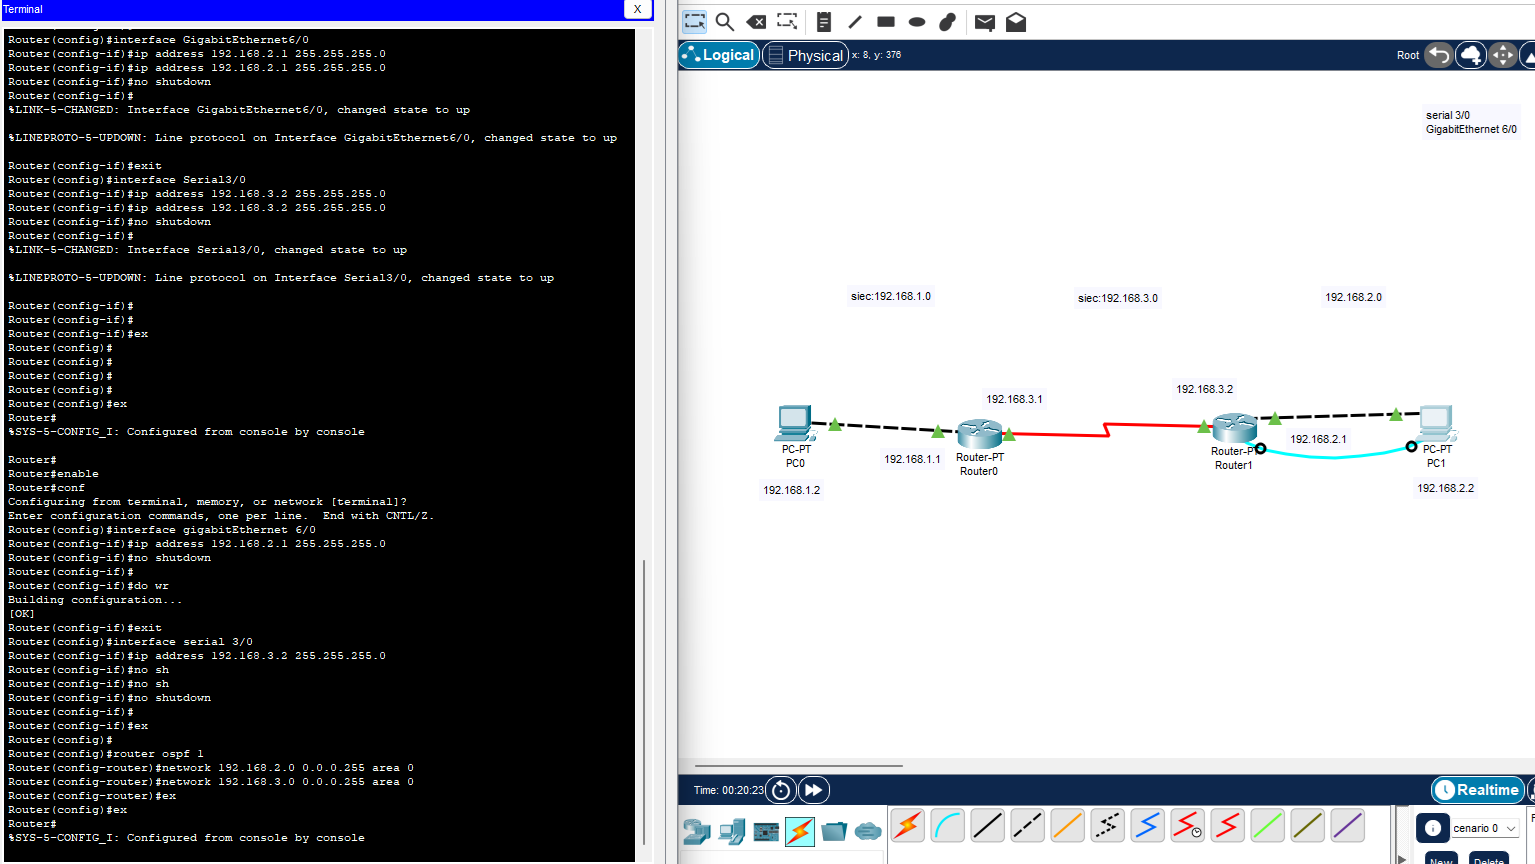 Terminal
X
Router(config)#interface GigabitEthernet6/0
Router(config-if)#ip address 192.168.2.1 255.255.255.0
Router(config-if)#ip address 192.168.2.1 255.255.255.0
Router(config-if)#no shutdown
Router(config-if)#
%LINK-5-CHANGED: Interface GigabitEthernet6/0, changed state to up
%LINEPROTO-5-UPDOWN: Line protocol on Interface GigabitEthernet6/0, changed state to up
Router(config-if)#exit
Router(config)#interface Serial3/0
Router(config-if)#ip address 192.168.3.2 255.255.255.0
Router(config-if)#ip address 192.168.3.2 255.255.255.0
Router(config-if)#no shutdown
Router(config-if)#
%LINK-5-CHANGED: Interface Serial3/0, changed state to up
%LINEPROTO-5-UPDOWN: Line protocol on Interface Serial3/0, changed state to up
Router(config-if)#
Router(config-if)#
Router(config-if)#ex
Router(config)#
Router(config)#
Router(config)#
Router(config)#
Router(config)#ex
Router#
%SYS-5-CONFIG_I: Configured from console by console
Router#
Router#enable
Router#conf
Configuring from terminal, memory, or network [terminal]?
Enter configuration commands, one per line.  End with CNTL/Z.
Router(config)#interface gigabitEthernet 6/0
Router(config-if)#ip address 192.168.2.1 255.255.255.0
Router(config-if)#no shutdown
Router(config-if)#
Router(config-if)#do wr
Building configuration...
[OK]
Router(config-if)#exit
Router(config)#interface serial 3/0
Router(config-if)#ip address 192.168.3.2 255.255.255.0
Router(config-if)#no sh
Router(config-if)#no sh
Router(config-if)#no shutdown
Router(config-if)#
Router(config-if)#ex
Router(config)#
Router(config)#router ospf 1
Router(config-router)#network 192.168.2.0 0.0.0.255 area 0
Router(config-router)#network 192.168.3.0 0.0.0.255 area 0
Router(config-router)#ex
Router(config)#ex
Router#
%SYS-5-CONFIG_I: Configured from console by console
Logical
Physical
x: 8, y: 376
Root
serial 3/0
GigabitEthernet 6/0
siec:192.168.1.0
siec:192.168.3.0
192.168.2.0
192.168.3.1
192.168.3.2
192.168.1.1
192.168.2.1
PC-PT
PC0
192.168.1.2
Router-PT
Router0
Router-PT
Router1
PC-PT
PC1
192.168.2.2
Time: 00:20:23
Realtime
cenario 0
New
Delete